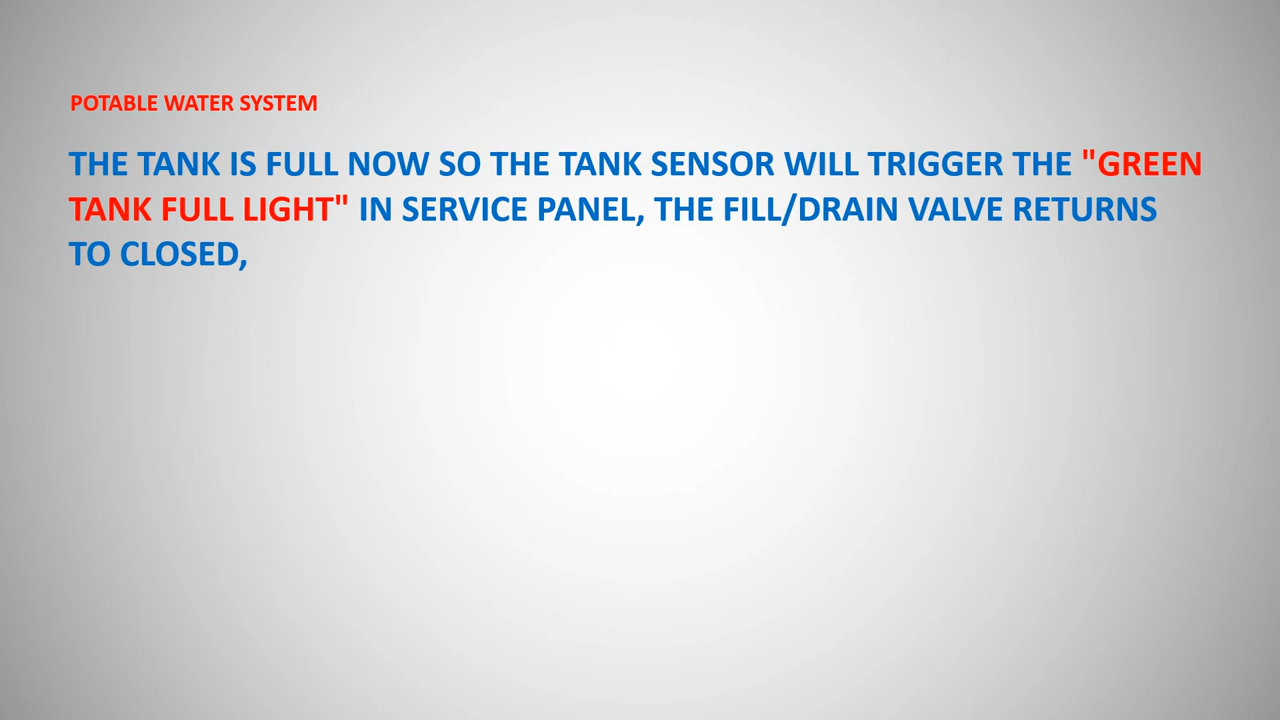 POTABLE WATER SYSTEM
THE TANK IS FULL NOW SO THE TANK SENSOR WILL TRIGGER THE "GREEN
TANK FULL LIGHT" IN SERVICE PANEL, THE FILL/DRAIN VALVE RETURNS
TO CLOSED,